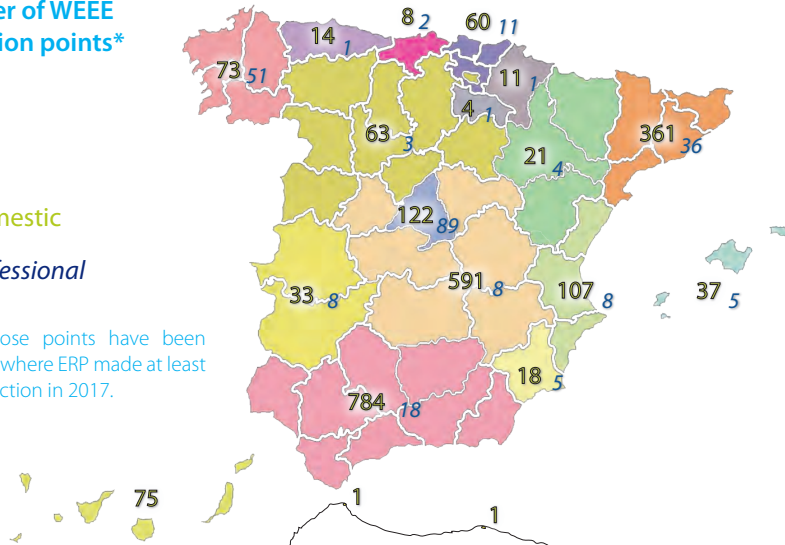 er of WEEE
ion points*
mestic
fessional
ose points have been
where ERP made at least
ction in 2017.
8 2
60 11
14 1
11 1
73 51
4 1
63 3
361 36
21 4
122 89
591 8
33 8
107 8
37 5
18 5
784 18
75
1
1